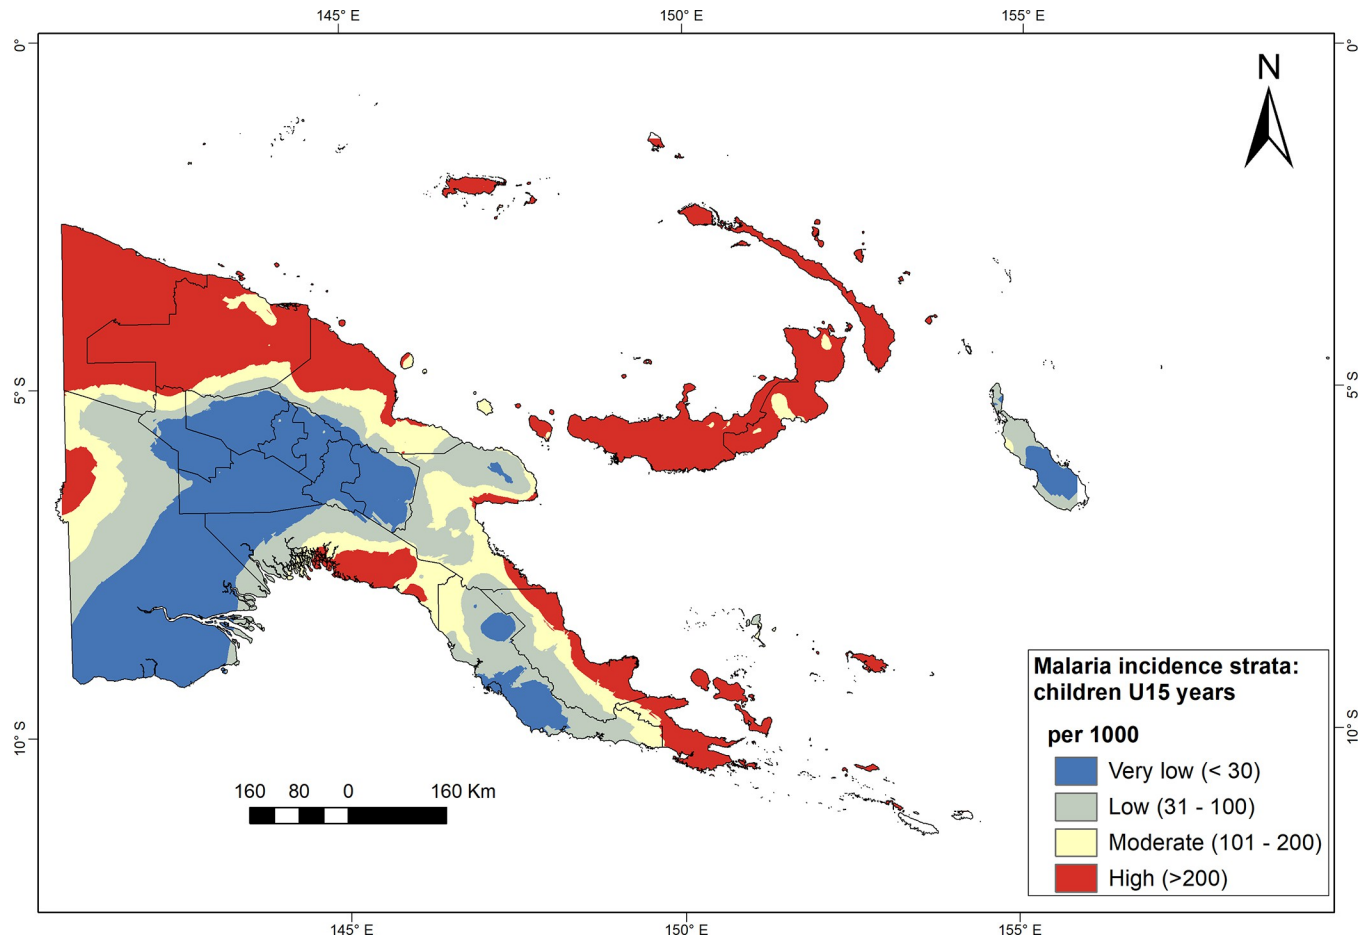 145° E 150° E 155° E
0° 0°
N
5° S 5° S
Malaria incidence strata:
children U15 years
per 1000
Very low (< 30)
Low (31 - 100)
Moderate (101 - 200)
High (>200)
10° S 10° S
160 80 0 160 Km
145° E 150° E 155° E